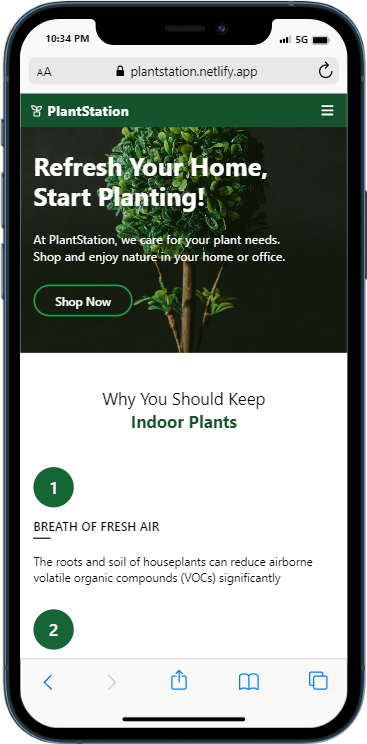 10:34 PM
5G
AA
plantstation.netlify.app
PlantStation
Refresh Your Home,
Start Planting!
At PlantStation, we care for your plant needs.
Shop and enjoy nature in your home or office.
Shop Now
Why You Should Keep
Indoor Plants
1
BREATH OF FRESH AIR
The roots and soil of houseplants can reduce airborne
volatile organic compounds (VOCs) significantly
2